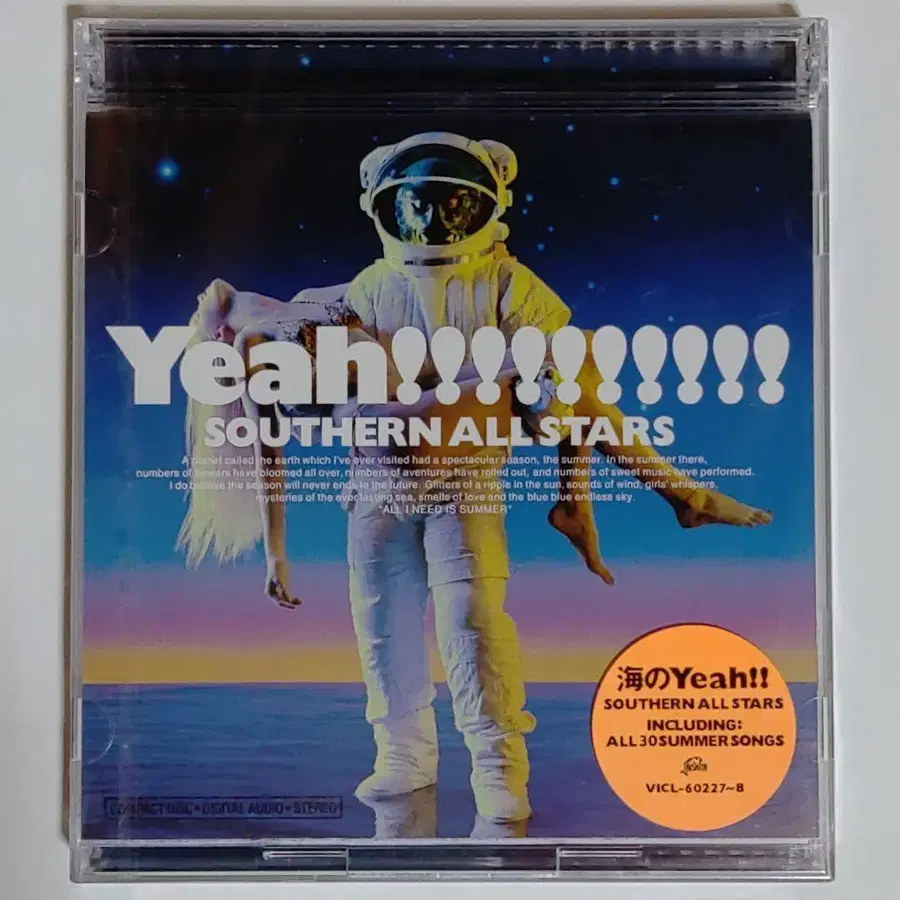 Yeah!!!!!!!!!!
SOUTHERN ALL STARS
A planet called the earth which I've ever visited had a spectacular season, the summer. In the summer there,
numbers of flowers have bloomed all over, numbers of aventures have rolled out, and numbers of sweet music have performed.
I do believe the season will never ends to the future. Glitters of a ripple in the sun, sounds of wind, girls' whispers,
mysteries of the ever lasting sea, smells of love and the blue blue endless sky.
"ALL I NEED IS SUMMER"
海のYeah!!
SOUTHERN ALL STARS
INCLUDING:
ALL 30 SUMMER SONGS
VICL-60227~8
COMPACT DISC • DIGITAL AUDIO • STEREO